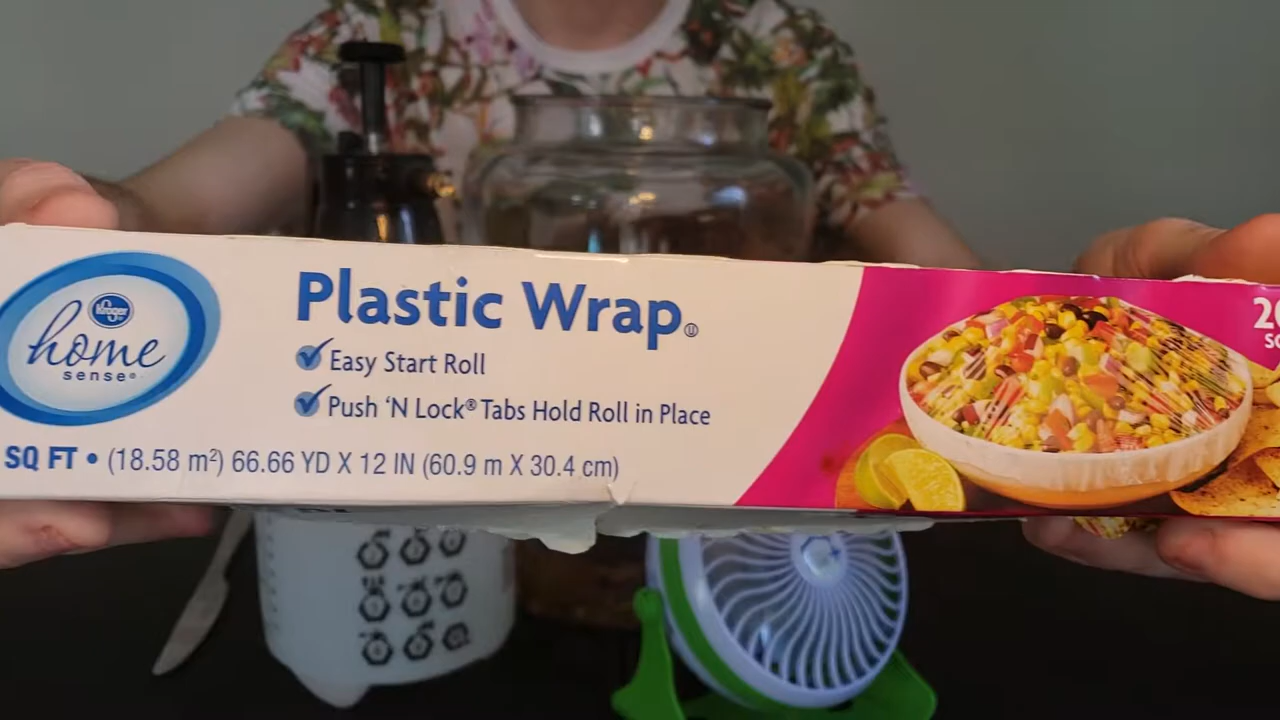 Kroger
home
sense®
Plastic Wrap
Easy Start Roll
Push 'N Lock® Tabs Hold Roll in Place
SQ FT • (18.58 m²) 66.66 YD X 12 IN (60.9 m X 30.4 cm)
20